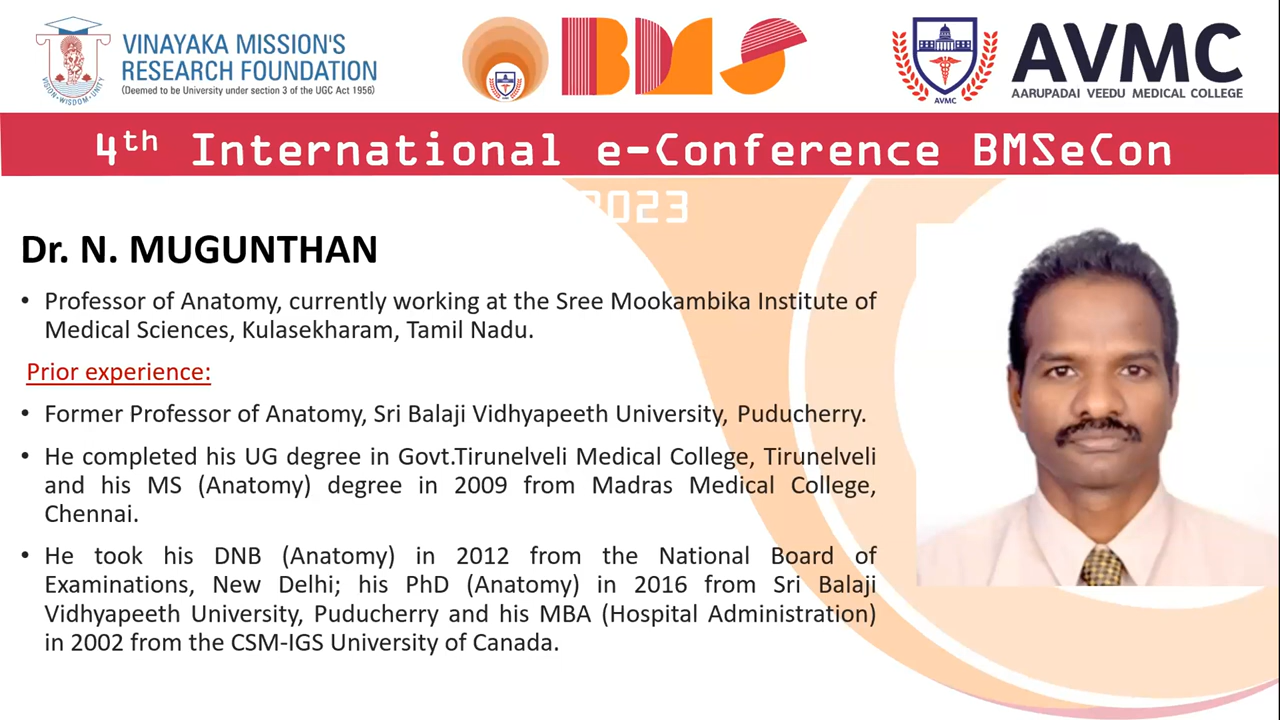 VINAYAKA MISSION'S
RESEARCH FOUNDATION
(Deemed to be University under section 3 of the UGC Act 1956)
VISION-WISDOM-UNITY
BMS
AVMC
AVMC
AARUPADAI VEEDU MEDICAL COLLEGE
4th International e-Conference BMSeCon
2023
Dr. N. MUGUNTHAN
• Professor of Anatomy, currently working at the Sree Mookambika Institute of
Medical Sciences, Kulasekharam, Tamil Nadu.
Prior experience:
• Former Professor of Anatomy, Sri Balaji Vidhyapeeth University, Puducherry.
• He completed his UG degree in Govt.Tirunelveli Medical College, Tirunelveli
and his MS (Anatomy) degree in 2009 from Madras Medical College,
Chennai.
• He took his DNB (Anatomy) in 2012 from the National Board of
Examinations, New Delhi; his PhD (Anatomy) in 2016 from Sri Balaji
Vidhyapeeth University, Puducherry and his MBA (Hospital Administration)
in 2002 from the CSM-IGS University of Canada.